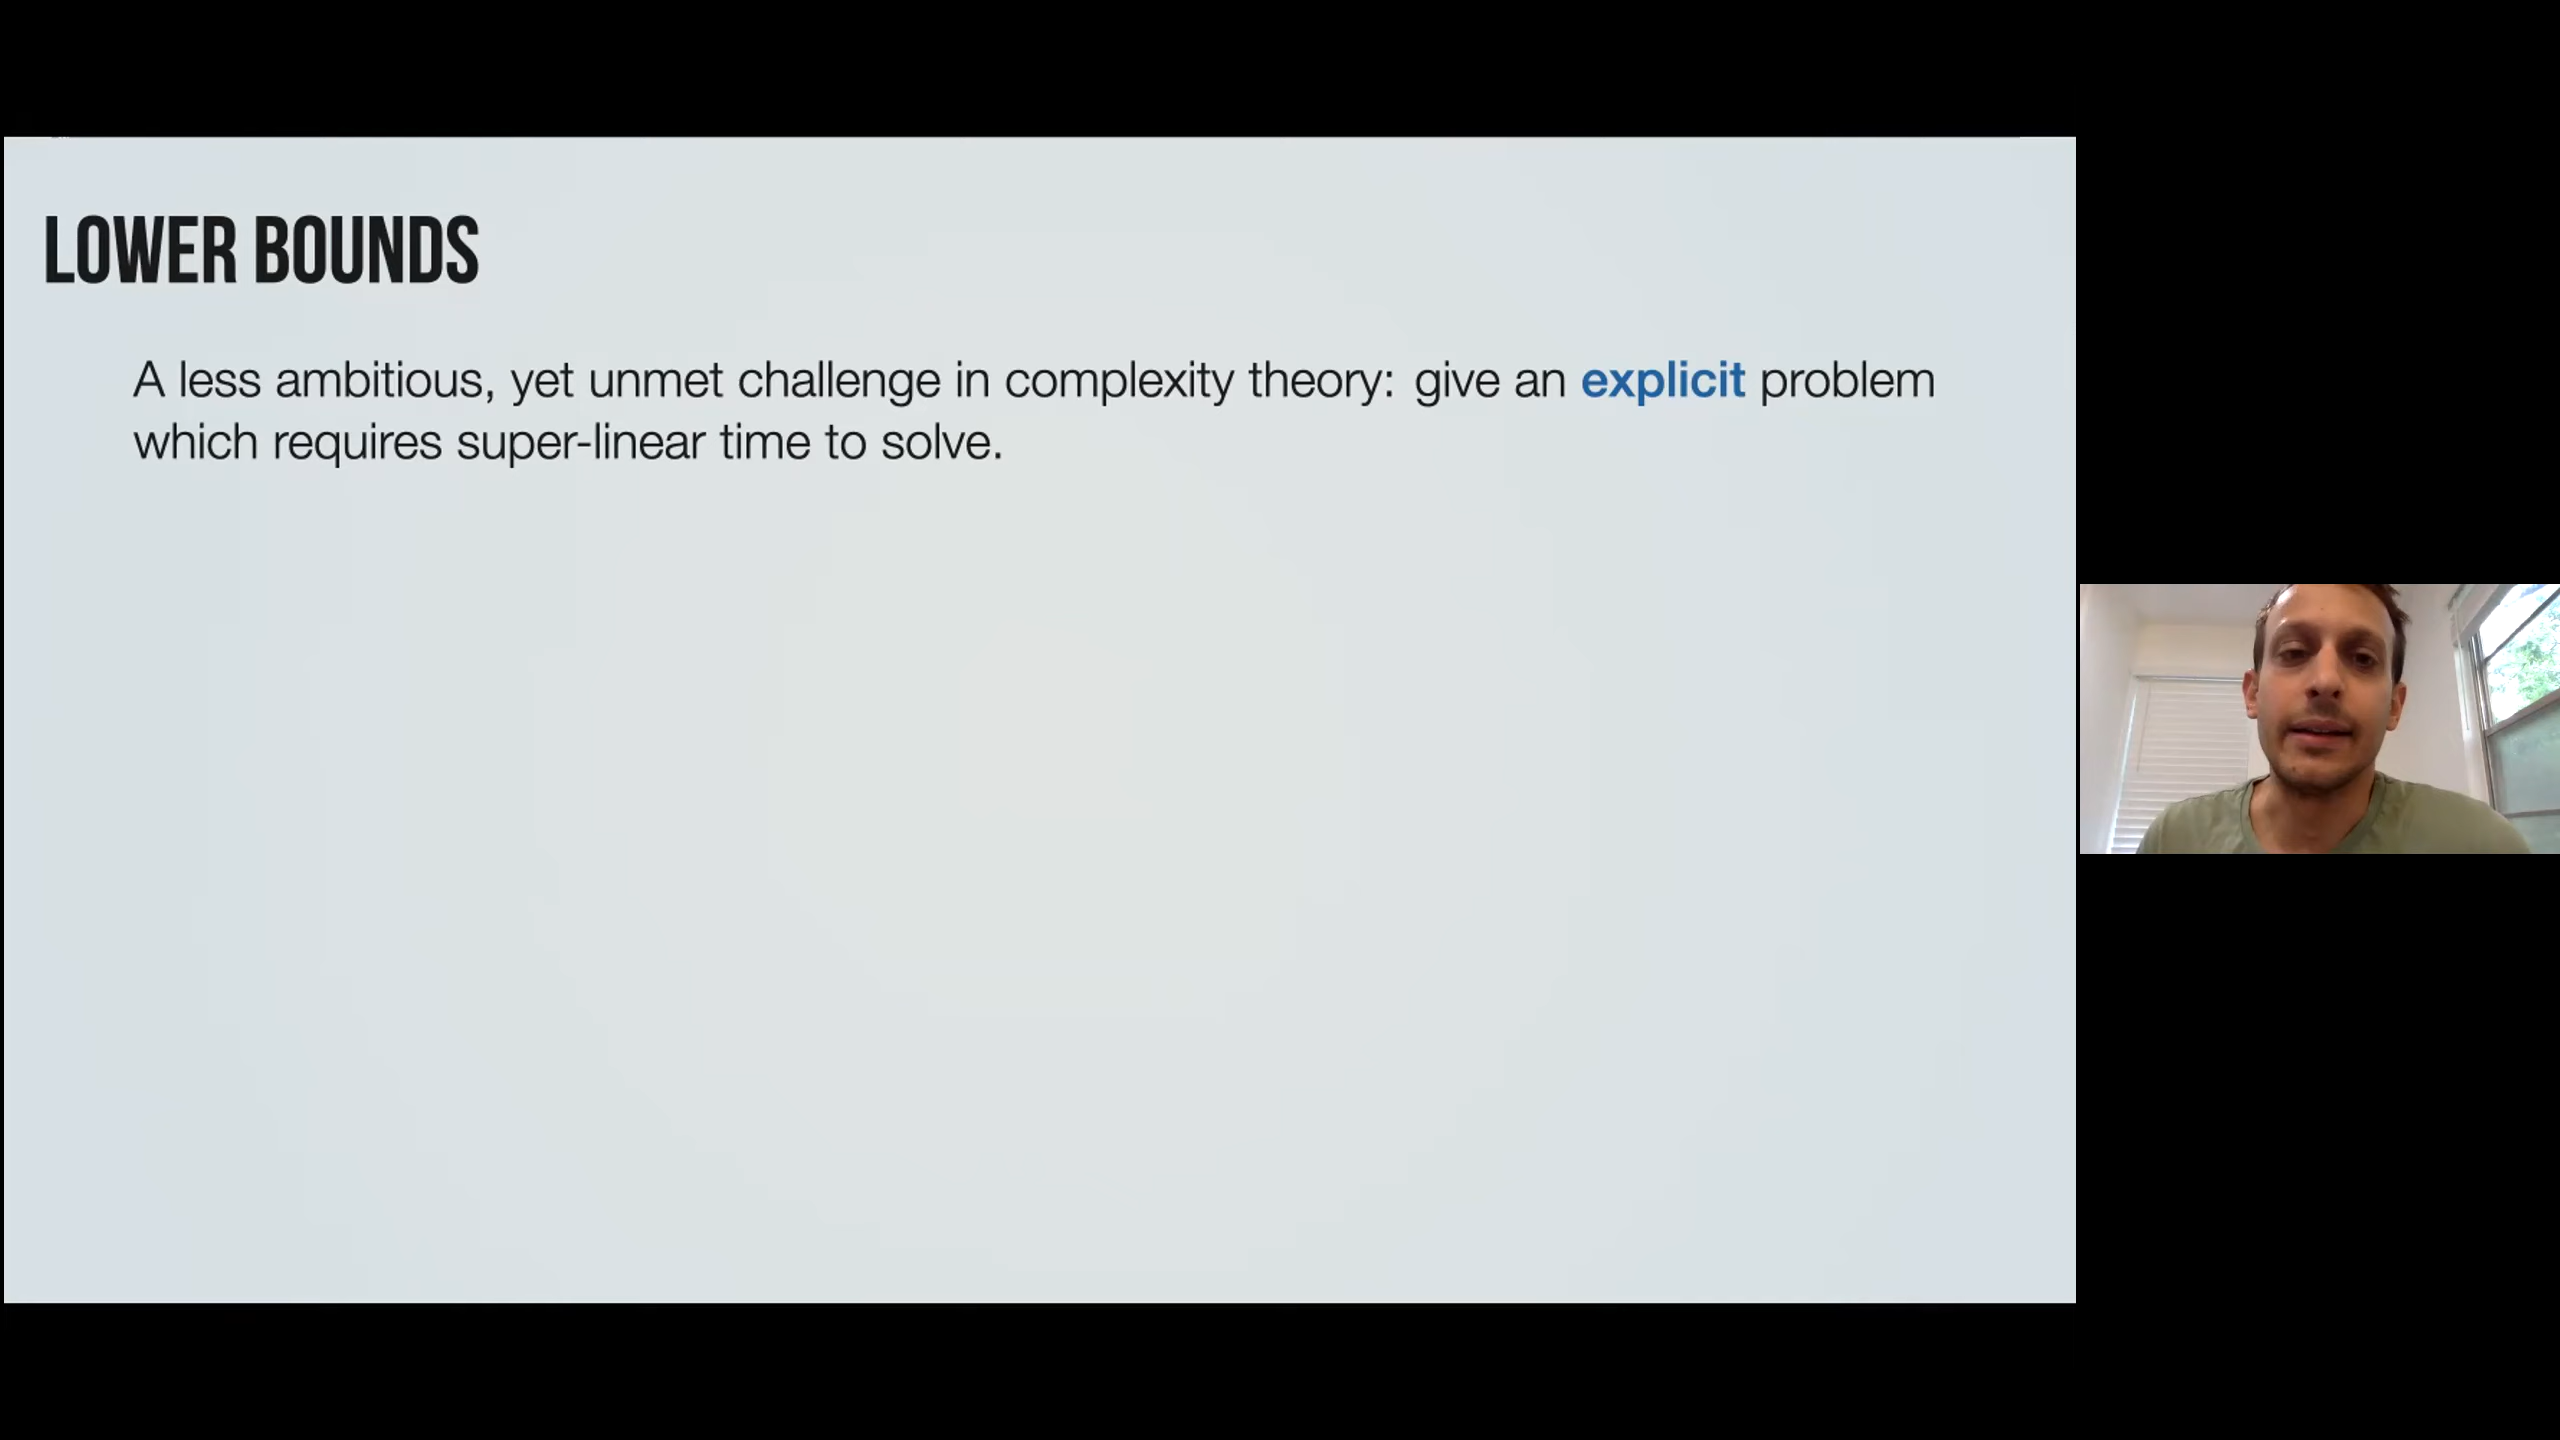 LOWER BOUNDS
A less ambitious, yet unmet challenge in complexity theory: give an explicit problem
which requires super-linear time to solve.